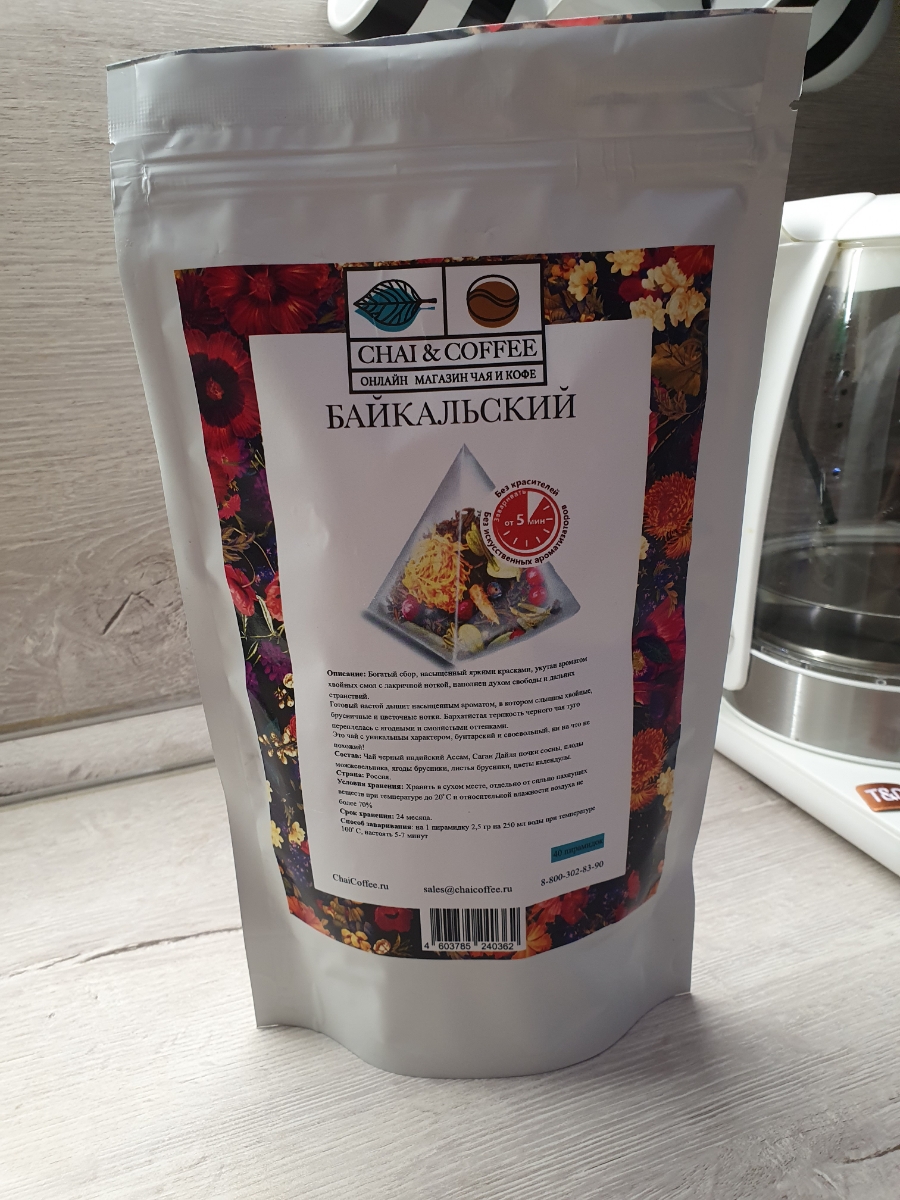 CHAI & COFFEE
ОНЛАЙН МАГАЗИН ЧАЯ И КОФЕ
БАЙКАЛЬСКИЙ
Без красителей
Без искусственных ароматизаторов
Заваривать
от 5 мин
Описание: Богатый сбор, насыщенный яркими красками, укутан ароматом
хвойных смол с лакричной ноткой, наполнен духом свободы и дальних
странствий.
Готовый настой дышит насыщенным ароматом, в котором слышны хвойные,
брусничные и цветочные нотки. Бархатистая терпкость черного чая туго
переплелась с ягодными и смолистыми оттенками.
Это чай с уникальным характером, бунтарский и своевольный, ни на что не
похожий!
Состав: Чай черный индийский Ассам, Саган Дайля почки сосны, плоды
можжевельника, ягоды брусники, листья брусники, цветы календулы.
Страна: Россия
Условия хранения: Хранить в сухом месте, отдельно от сильно пахнущих
веществ при температуре до 20°С и относительной влажности воздуха не
более 70%
Срок хранения: 24 месяца.
Способ заваривания: на 1 пирамидку 2,5 гр на 250 мл воды при температуре
100°С, настоять 5-7 минут
40 пирамидок
ChaiCoffee.ru sales@chaicoffee.ru 8-800-302-83-90
4 603785 240362
T&C